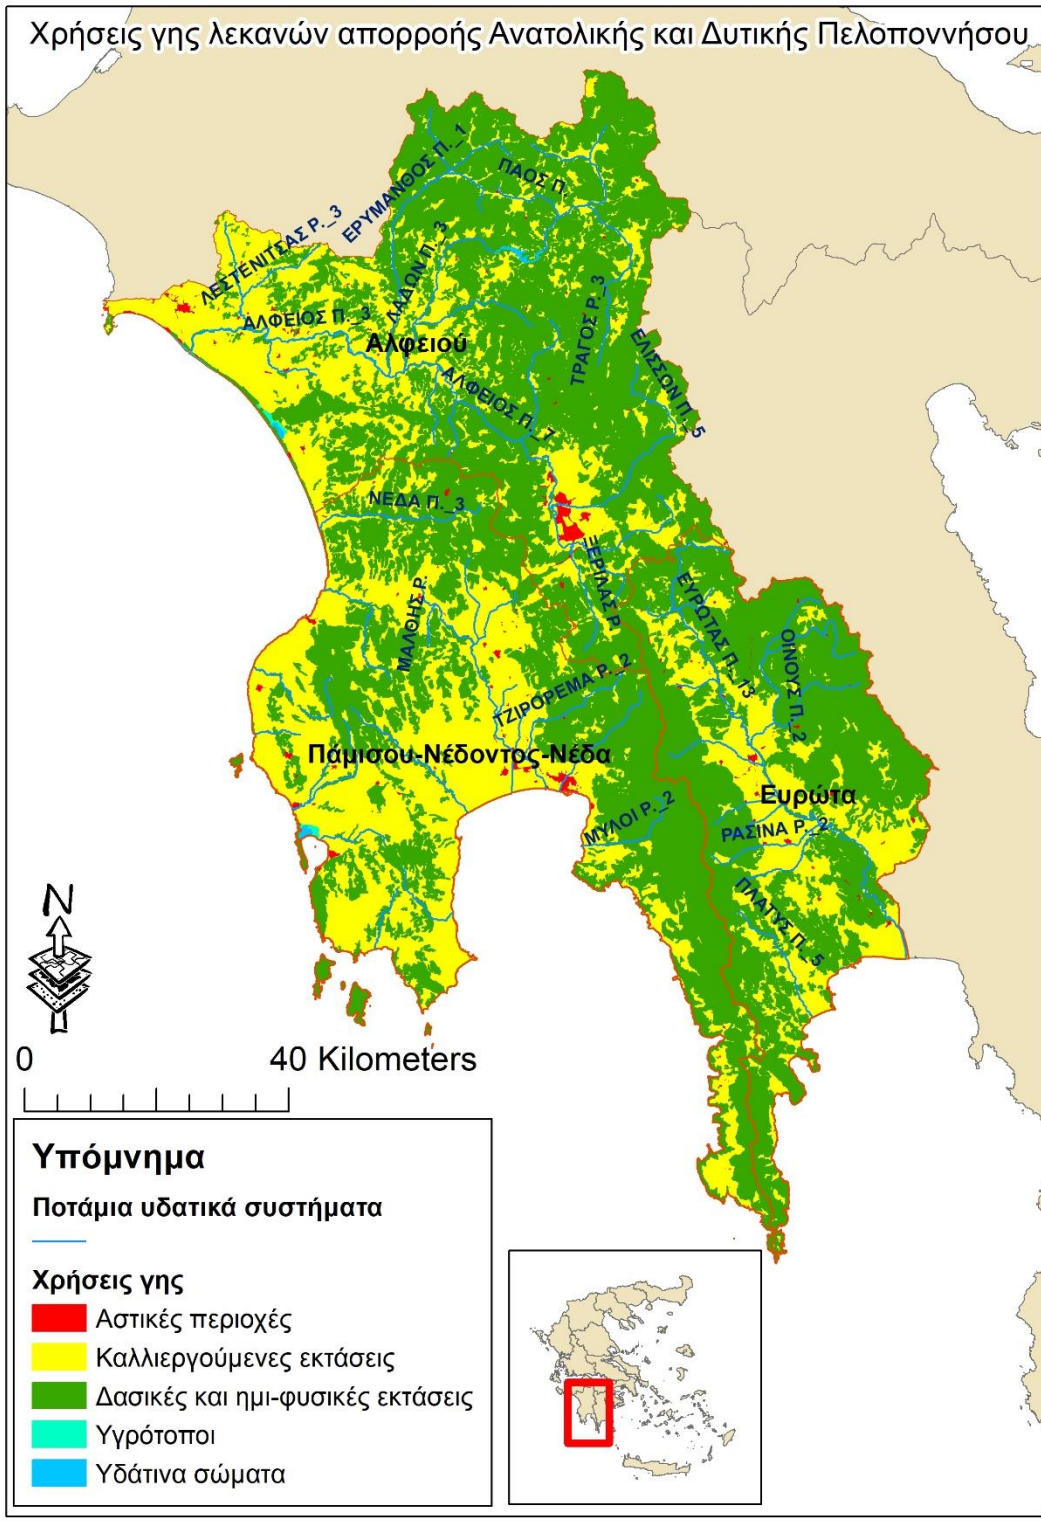 Χρήσεις γης λεκανών απορροής Ανατολικής και Δυτικής Πελοποννήσου
ΕΡΥΜΑΝΘΟΣ Π._1
ΠΑΟΣ Π.
ΛΕΣΤΕΝΙΤΣΑΣ Ρ._3
ΛΑΔΩΝ Π._3
ΑΛΦΕΙΟΣ Π._3
Αλφειού
ΤΡΑΓΟΣ Ρ._3
ΕΛΙΣΣΩΝ Π._5
ΑΛΦΕΙΟΣ Π._7
ΝΕΔΑ Π._3
ΞΕΡΙΛΑΣ Ρ.
ΜΑΛΘΗΣ Ρ.
ΕΥΡΩΤΑΣ Π._13
ΟΙΝΟΥΣ Π._2
ΤΖΙΡΟΡΕΜΑ Ρ._2
Πάμισου-Νέδοντος-Νέδα
Ευρώτα
ΜΥΛΟΙ Ρ._2
ΡΑΣΙΝΑ Ρ._2
ΠΛΑΤΥΣ Π._5
N
0 40 Kilometers
Υπόμνημα
Ποτάμια υδατικά συστήματα
Χρήσεις γης
Αστικές περιοχές
Καλλιεργούμενες εκτάσεις
Δασικές και ημι-φυσικές εκτάσεις
Υγρότοποι
Υδάτινα σώματα